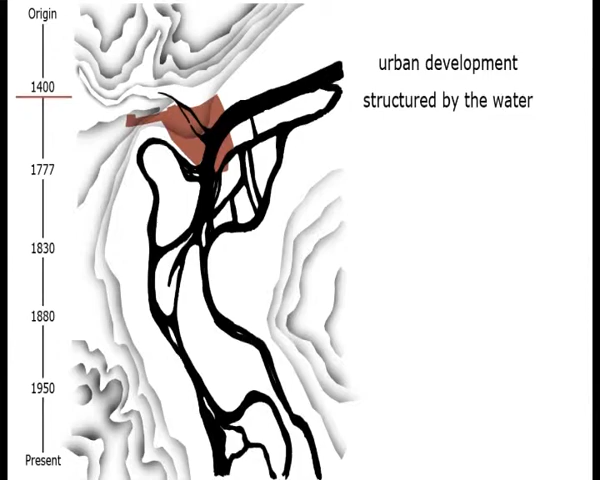 Origin
1400
1777
1830
1880
1950
Present
urban development
structured by the water